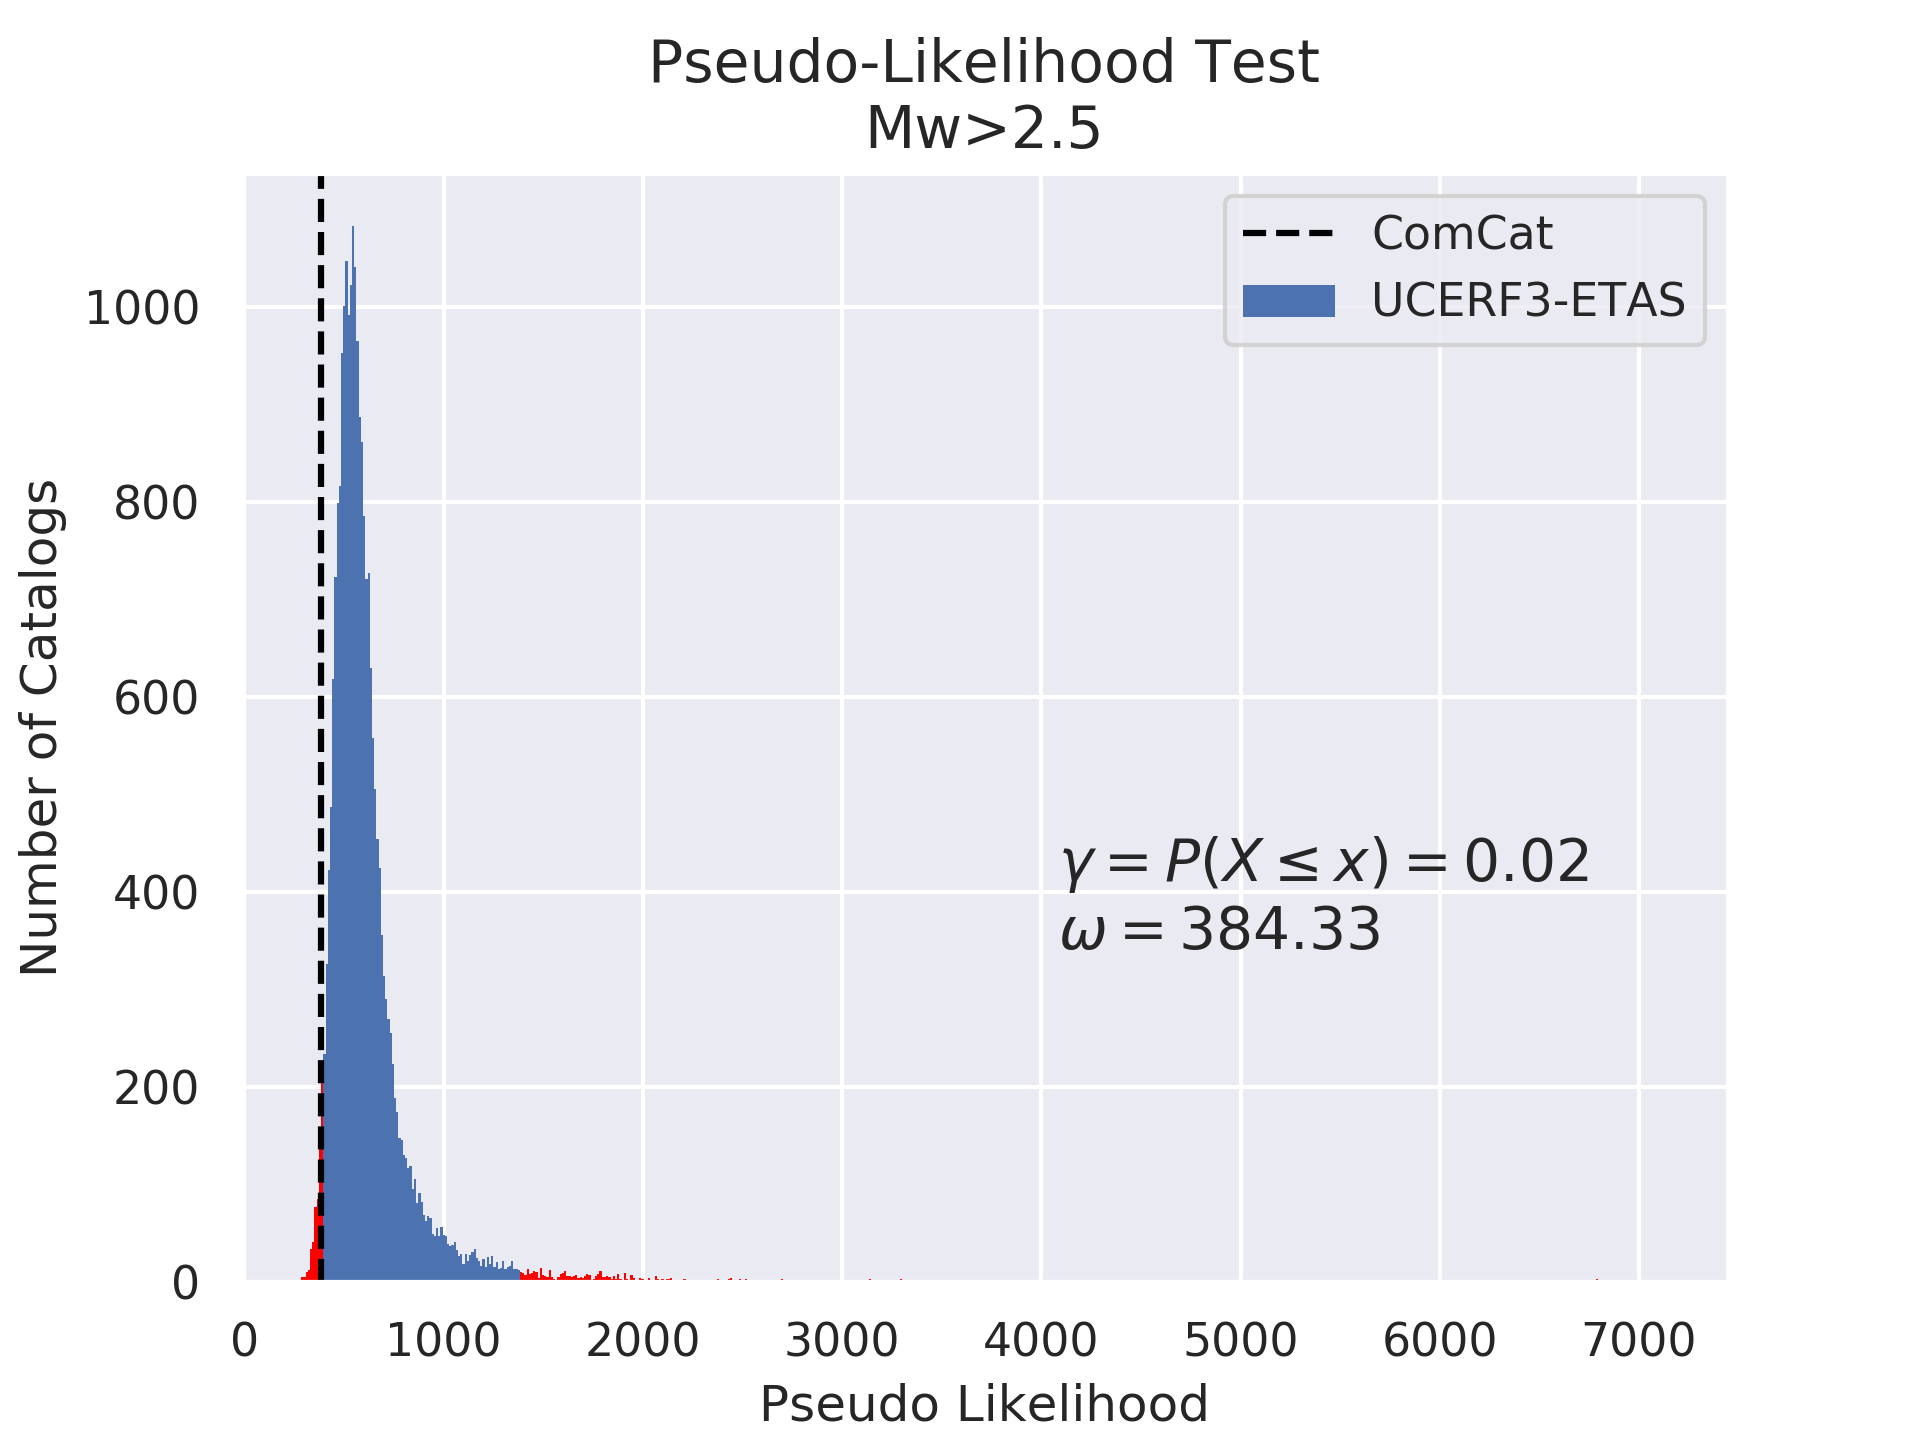 Pseudo-Likelihood Test
Mw>2.5
ComCat
UCERF3-ETAS
Number of Catalogs
1000
800
600
400
200
0
γ = P(X ≤ x) = 0.02
ω = 384.33
0 1000 2000 3000 4000 5000 6000 7000
Pseudo Likelihood